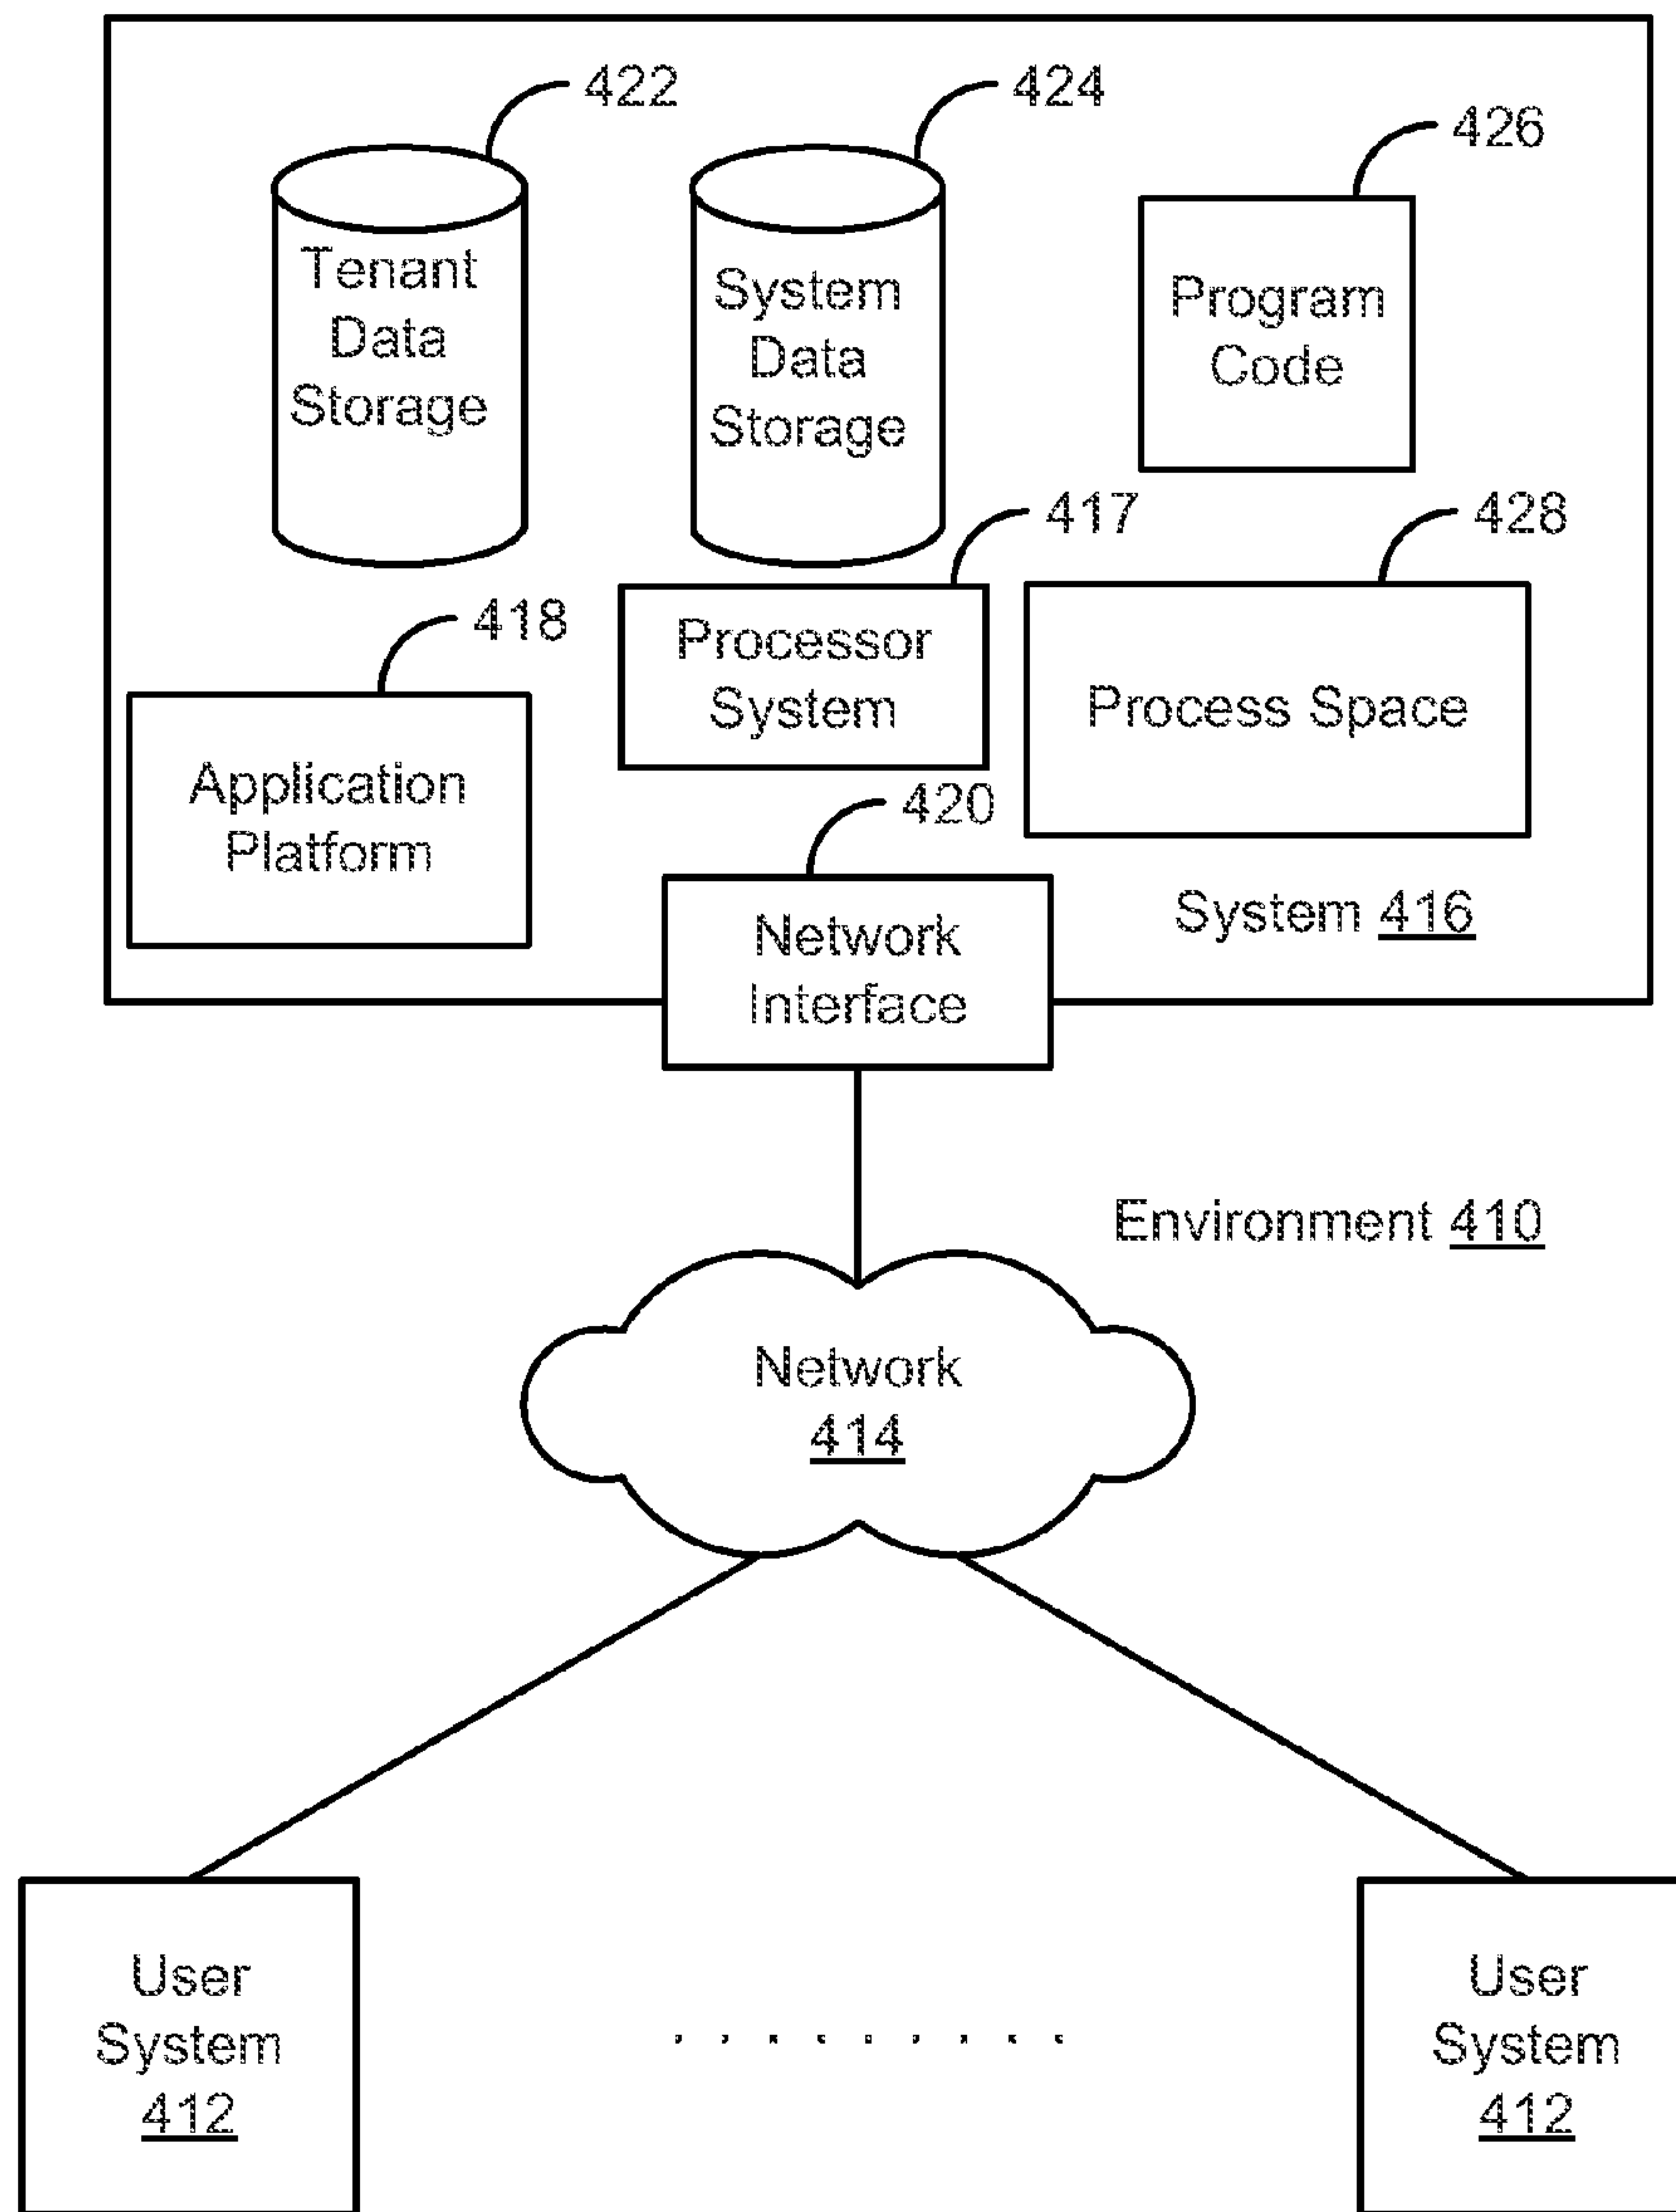 422
424
426
Tenant
Data
Storage
System
Data
Storage
Program
Code
417
428
418
Processor
System
Process Space
Application
Platform
420
Network
Interface
System 416
Environment 410
Network
414
User
System
412
User
System
412